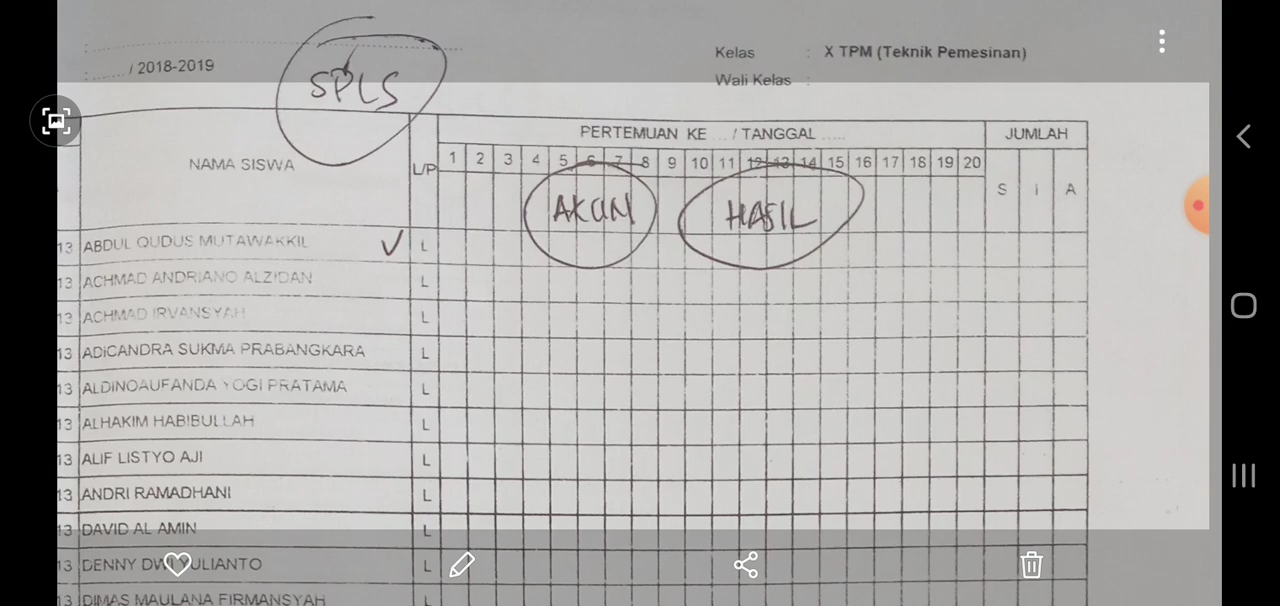 Kelas : X TPM (Teknik Pemesinan)
/ 2018-2019
SPLS
Wali Kelas :
NAMA SISWA
L/P
PERTEMUAN KE ... / TANGGAL .....
JUMLAH
1 2 3 4 5 6 7 8 9 10 11 12 13 14 15 16 17 18 19 20
S I A
AKUN HASIL
13 ABDUL QUDUS MUTAWAKKIL L
13 ACHMAD ANDRIANO ALZIDAN L
13 ACHMAD IRVANSYAH L
13 ADICANDRA SUKMA PRABANGKARA L
13 ALDINOAUFANDA YOGI PRATAMA L
13 ALHAKIM HABIBULLAH L
13 ALIF LISTYO AJI L
13 ANDRI RAMADHANI L
13 DAVID AL AMIN L
13 DENNY DWI YULIANTO L
13 DIMAS MAULANA FIRMANSYAH L